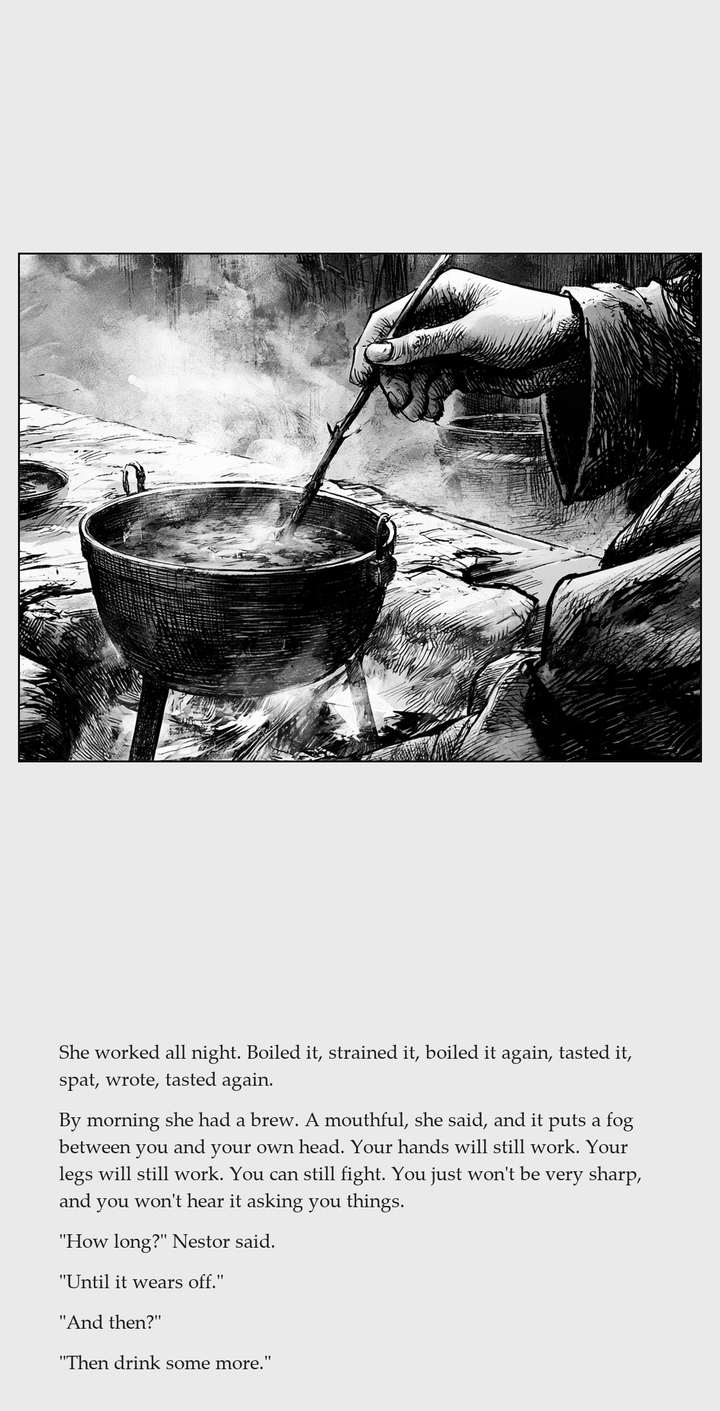 She worked all night. Boiled it, strained it, boiled it again, tasted it,
spat, wrote, tasted again.
By morning she had a brew. A mouthful, she said, and it puts a fog
between you and your own head. Your hands will still work. Your
legs will still work. You can still fight. You just won't be very sharp,
and you won't hear it asking you things.
"How long?" Nestor said.
"Until it wears off."
"And then?"
"Then drink some more."